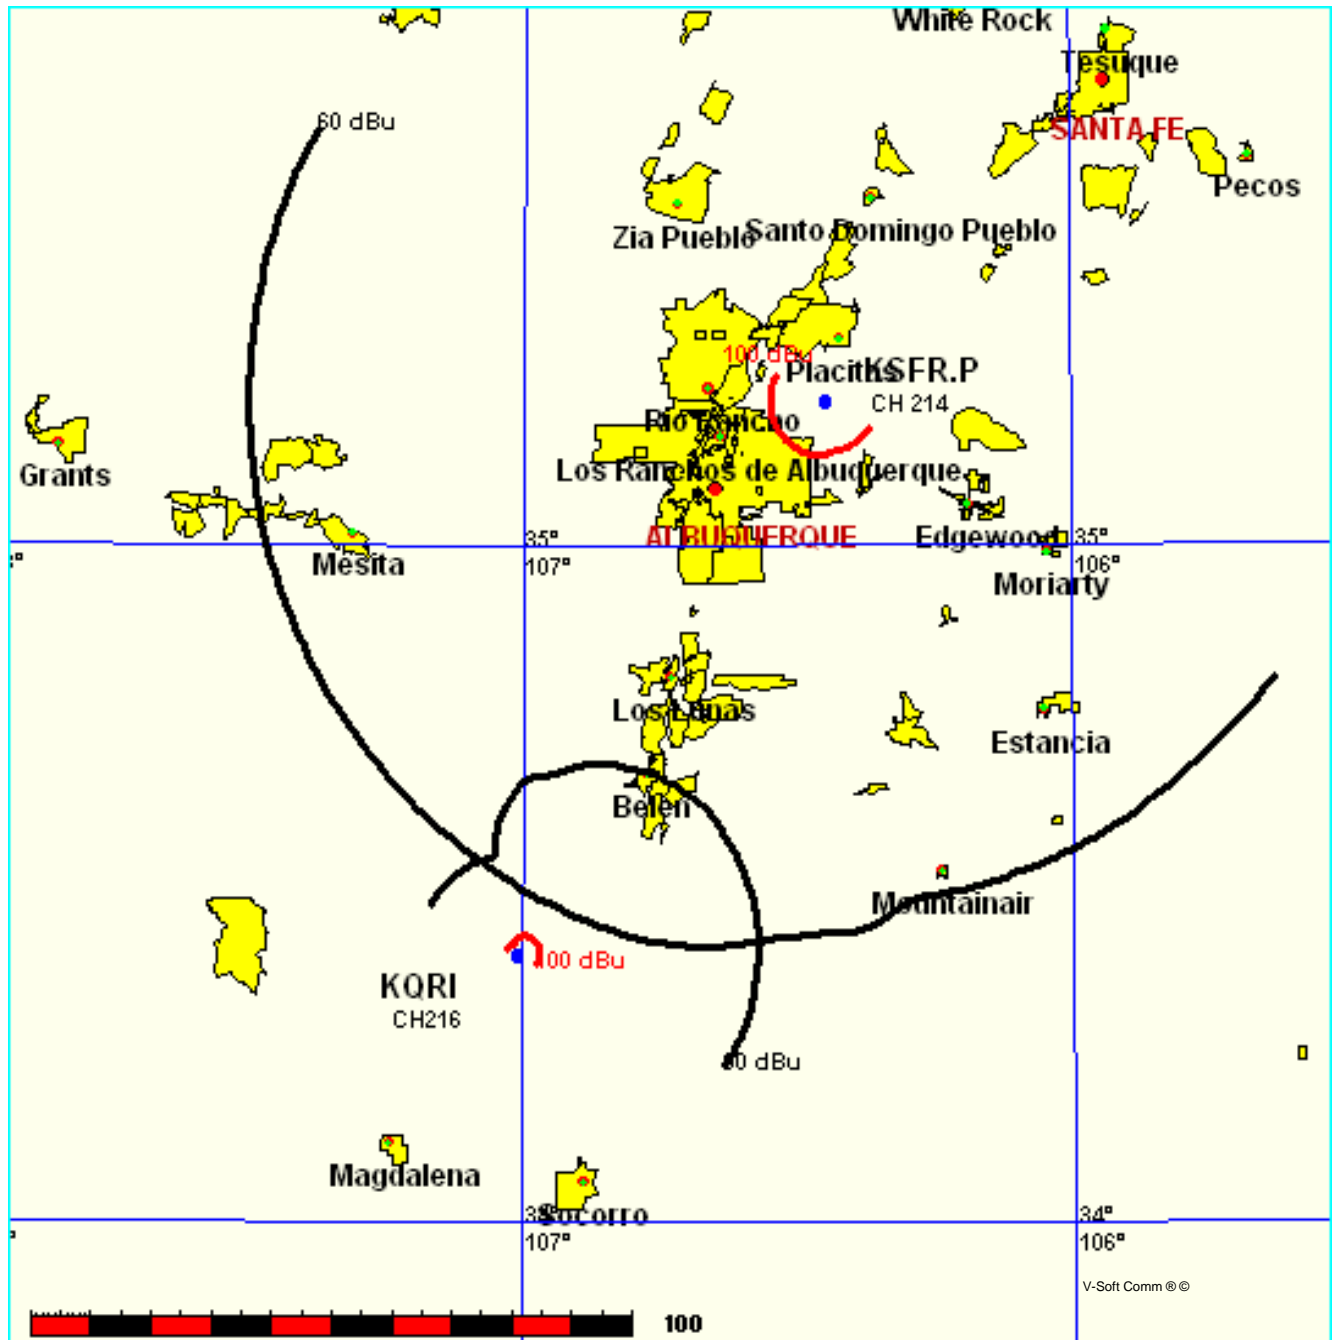 White Rock
Tesuque
60 dBu
SANTA FE
Pecos
Zia Pueblo
Santo Domingo Pueblo
100 dBu
Placitas
KSFR.P
CH 214
Rio Rancho
Grants
Los Ranchos de Albuquerque
ALBUQUERQUE
35°
107°
Edgewood
35°
106°
Mesita
Moriarty
Los Lunas
Estancia
Belen
Mountainair
100 dBu
KQRI
CH216
60 dBu
Magdalena
34°
Socorro
107°
34°
106°
V-Soft Comm ® ©
100